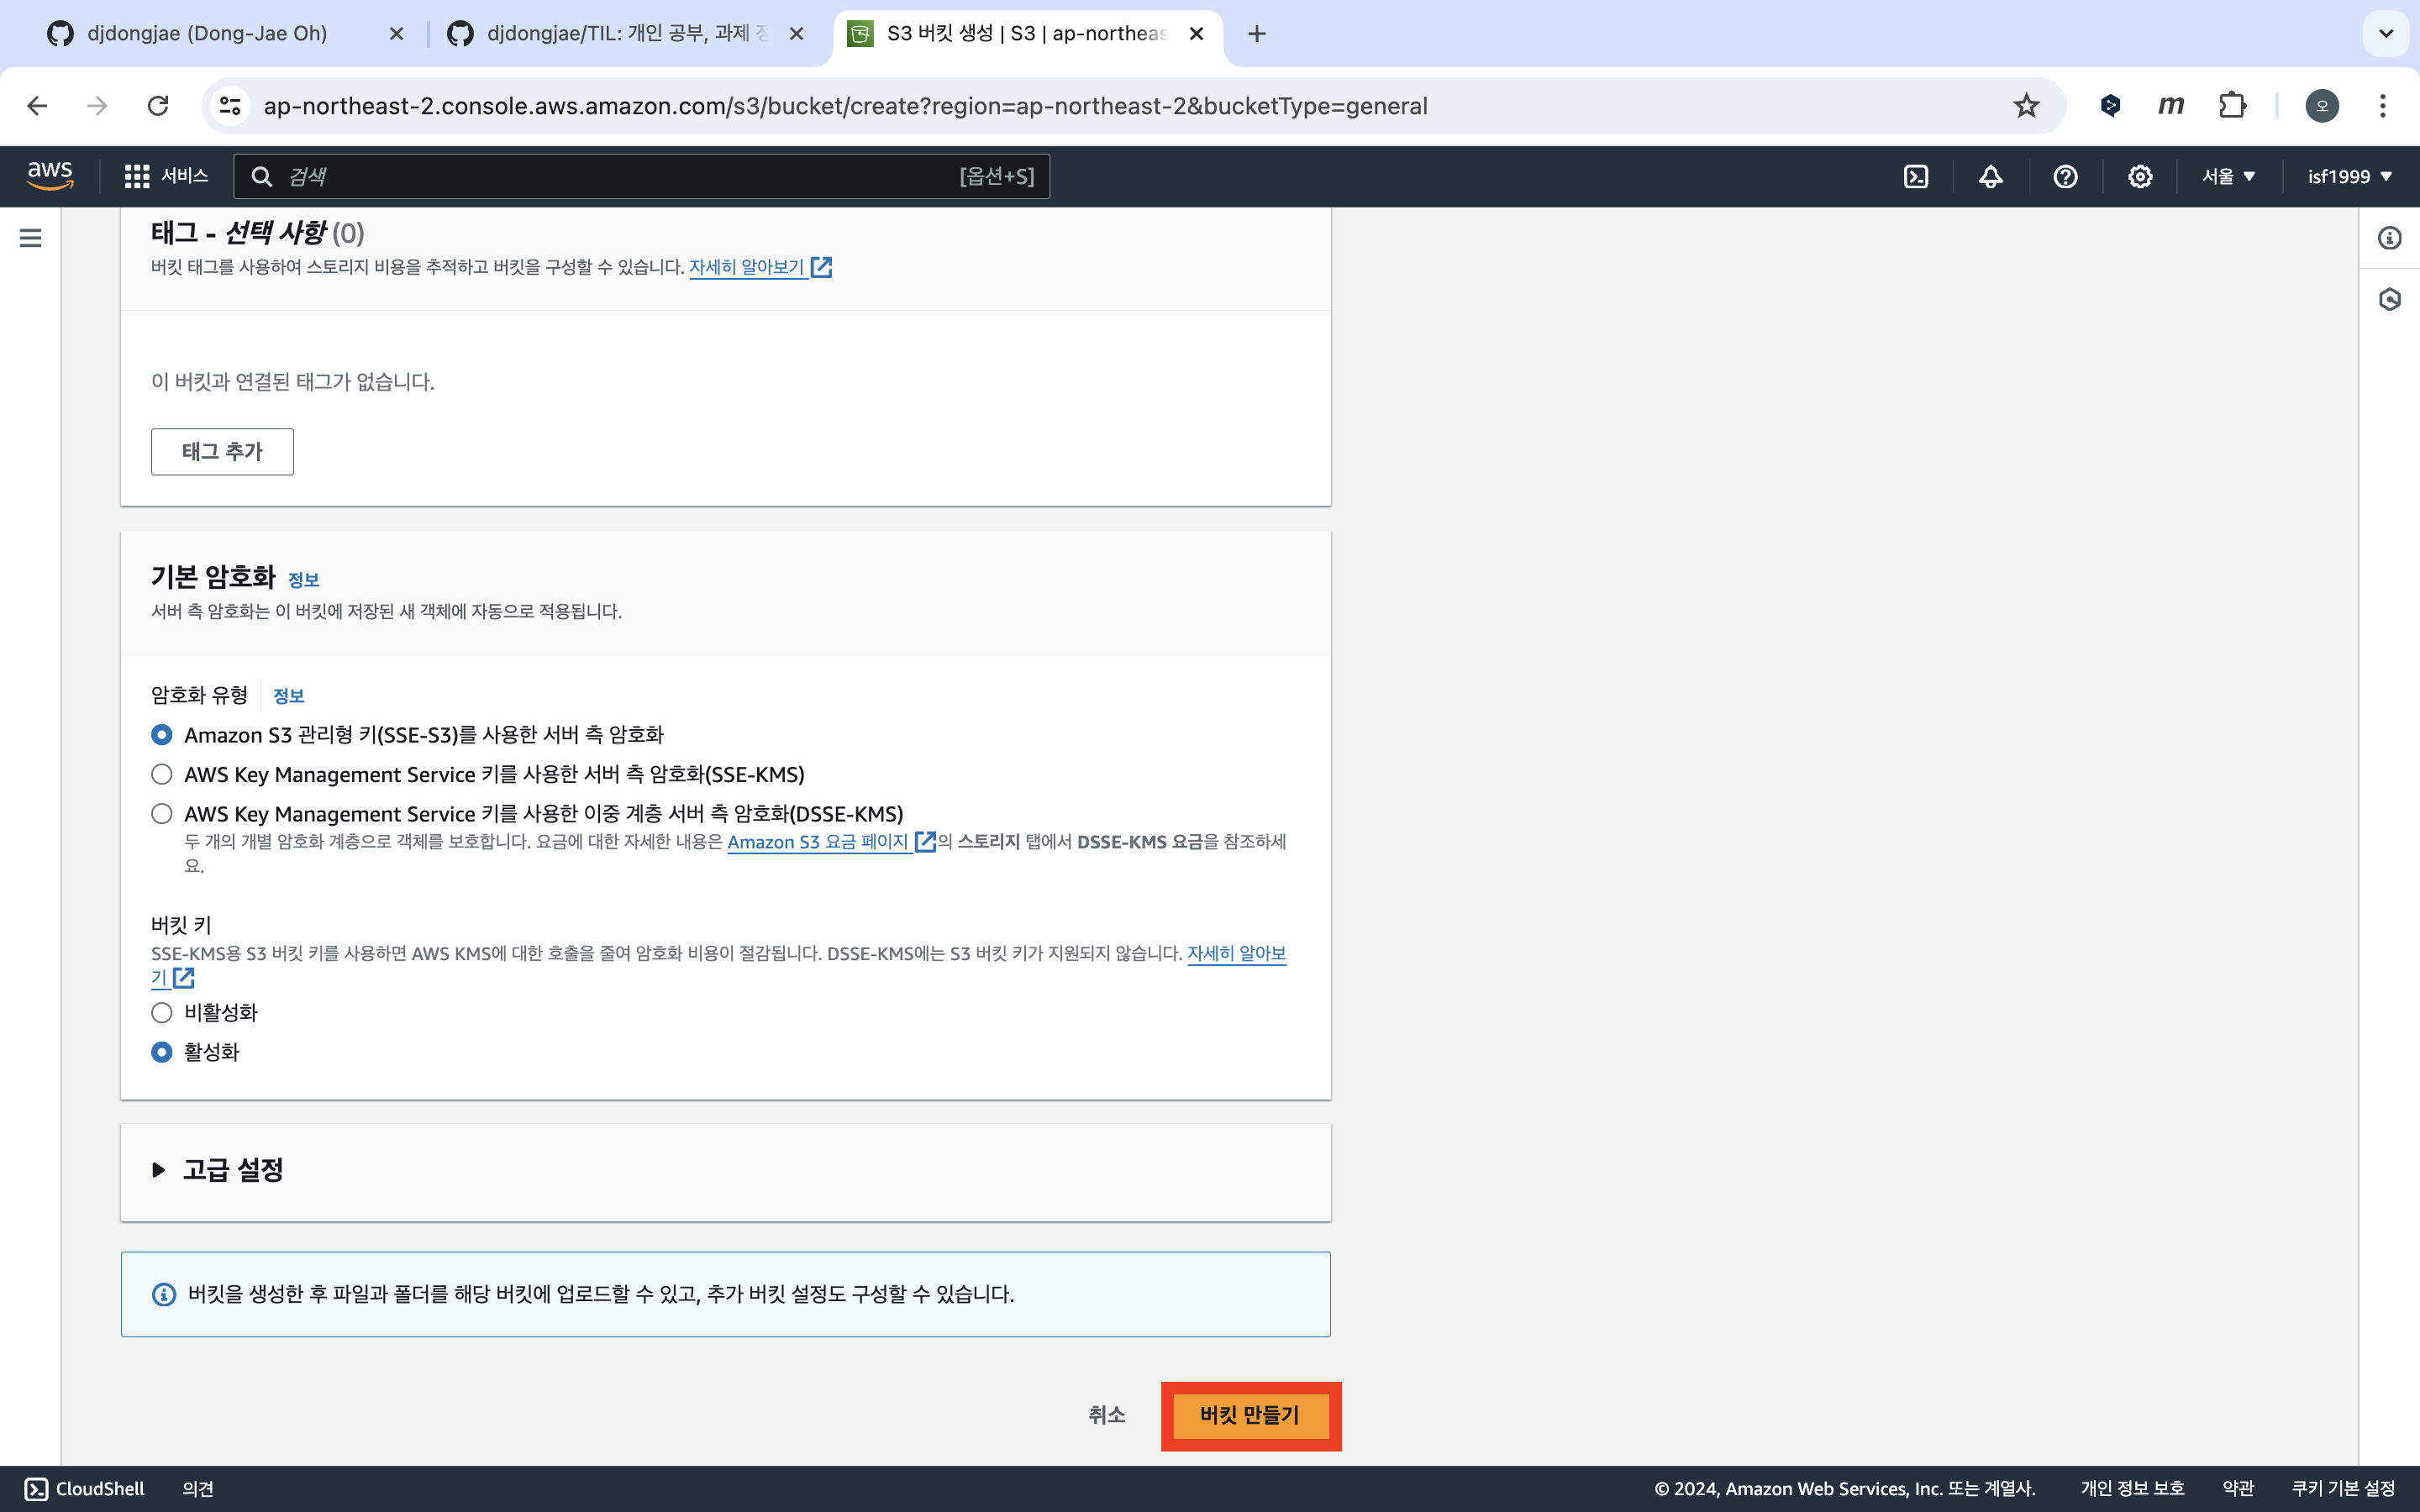 djdongjae (Dong-Jae Oh)
djdongjae/TIL: 개인 공부, 과제 정
S3 버킷 생성 | S3 | ap-northeas
ap-northeast-2.console.aws.amazon.com/s3/bucket/create?region=ap-northeast-2&bucketType=general
m
오
aws
서비스
검색
[옵션+S]
서울
isf1999
태그 - 선택 사항 (0)
버킷 태그를 사용하여 스토리지 비용을 추적하고 버킷을 구성할 수 있습니다. 자세히 알아보기
이 버킷과 연결된 태그가 없습니다.
태그 추가
기본 암호화 정보
서버 측 암호화는 이 버킷에 저장된 새 객체에 자동으로 적용됩니다.
암호화 유형 정보
Amazon S3 관리형 키(SSE-S3)를 사용한 서버 측 암호화
AWS Key Management Service 키를 사용한 서버 측 암호화(SSE-KMS)
AWS Key Management Service 키를 사용한 이중 계층 서버 측 암호화(DSSE-KMS)
두 개의 개별 암호화 계층으로 객체를 보호합니다. 요금에 대한 자세한 내용은 Amazon S3 요금 페이지 의 스토리지 탭에서 DSSE-KMS 요금을 참조하세
요.
버킷 키
SSE-KMS용 S3 버킷 키를 사용하면 AWS KMS에 대한 호출을 줄여 암호화 비용이 절감됩니다. DSSE-KMS에는 S3 버킷 키가 지원되지 않습니다. 자세히 알아보
기
비활성화
활성화
고급 설정
버킷을 생성한 후 파일과 폴더를 해당 버킷에 업로드할 수 있고, 추가 버킷 설정도 구성할 수 있습니다.
취소
버킷 만들기
CloudShell
의견
© 2024, Amazon Web Services, Inc. 또는 계열사.
개인 정보 보호
약관
쿠키 기본 설정